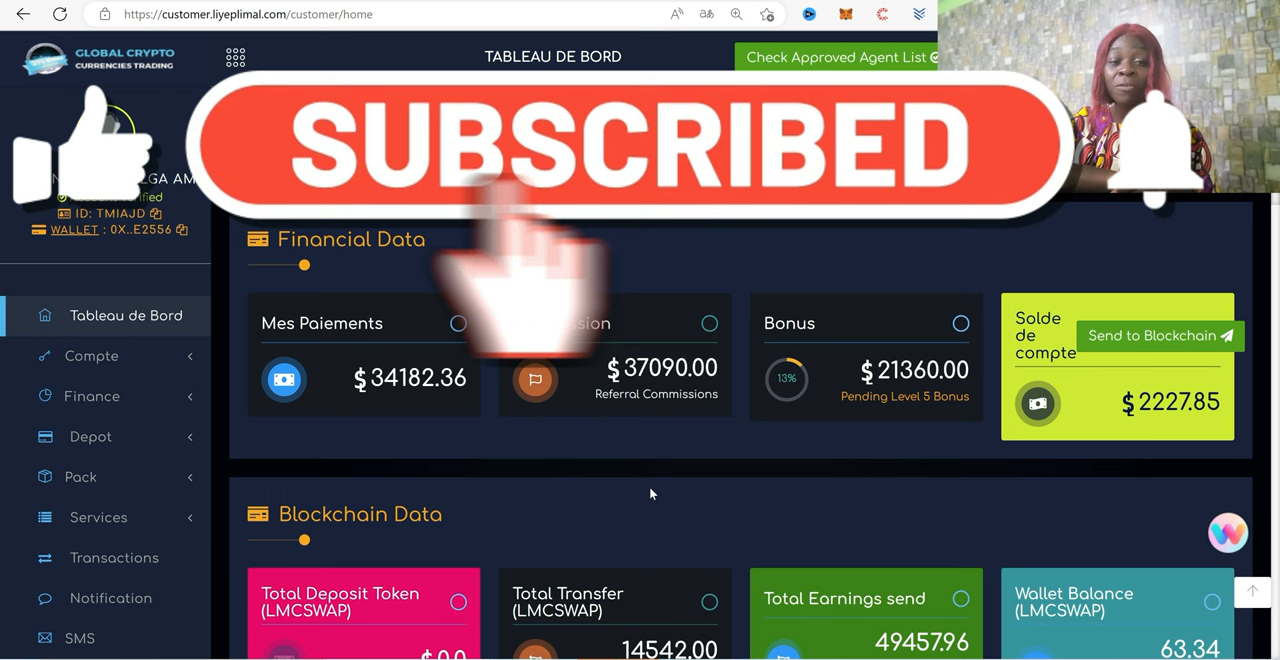 https://customer.liyeplimal.com/customer/home
GLOBAL CRYPTO
CURRENCIES TRADING
TABLEAU DE BORD
Check Approved Agent List
SUBSCRIBED
ID: TMIAJD
WALLET : 0X..E2556
Financial Data
Tableau de Bord
Compte
Finance
Depot
Pack
Services
Transactions
Notification
SMS
Mes Paiements
$34182.36
$37090.00
Referral Commissions
Bonus
13%
$21360.00
Pending Level 5 Bonus
Solde
de
compte
Send to Blockchain
$2227.85
Blockchain Data
Total Deposit Token
(LMCSWAP)
$0.0
Total Transfer
(LMCSWAP)
14542.00
Total Earnings send
49457.96
Wallet Balance
(LMCSWAP)
63.34